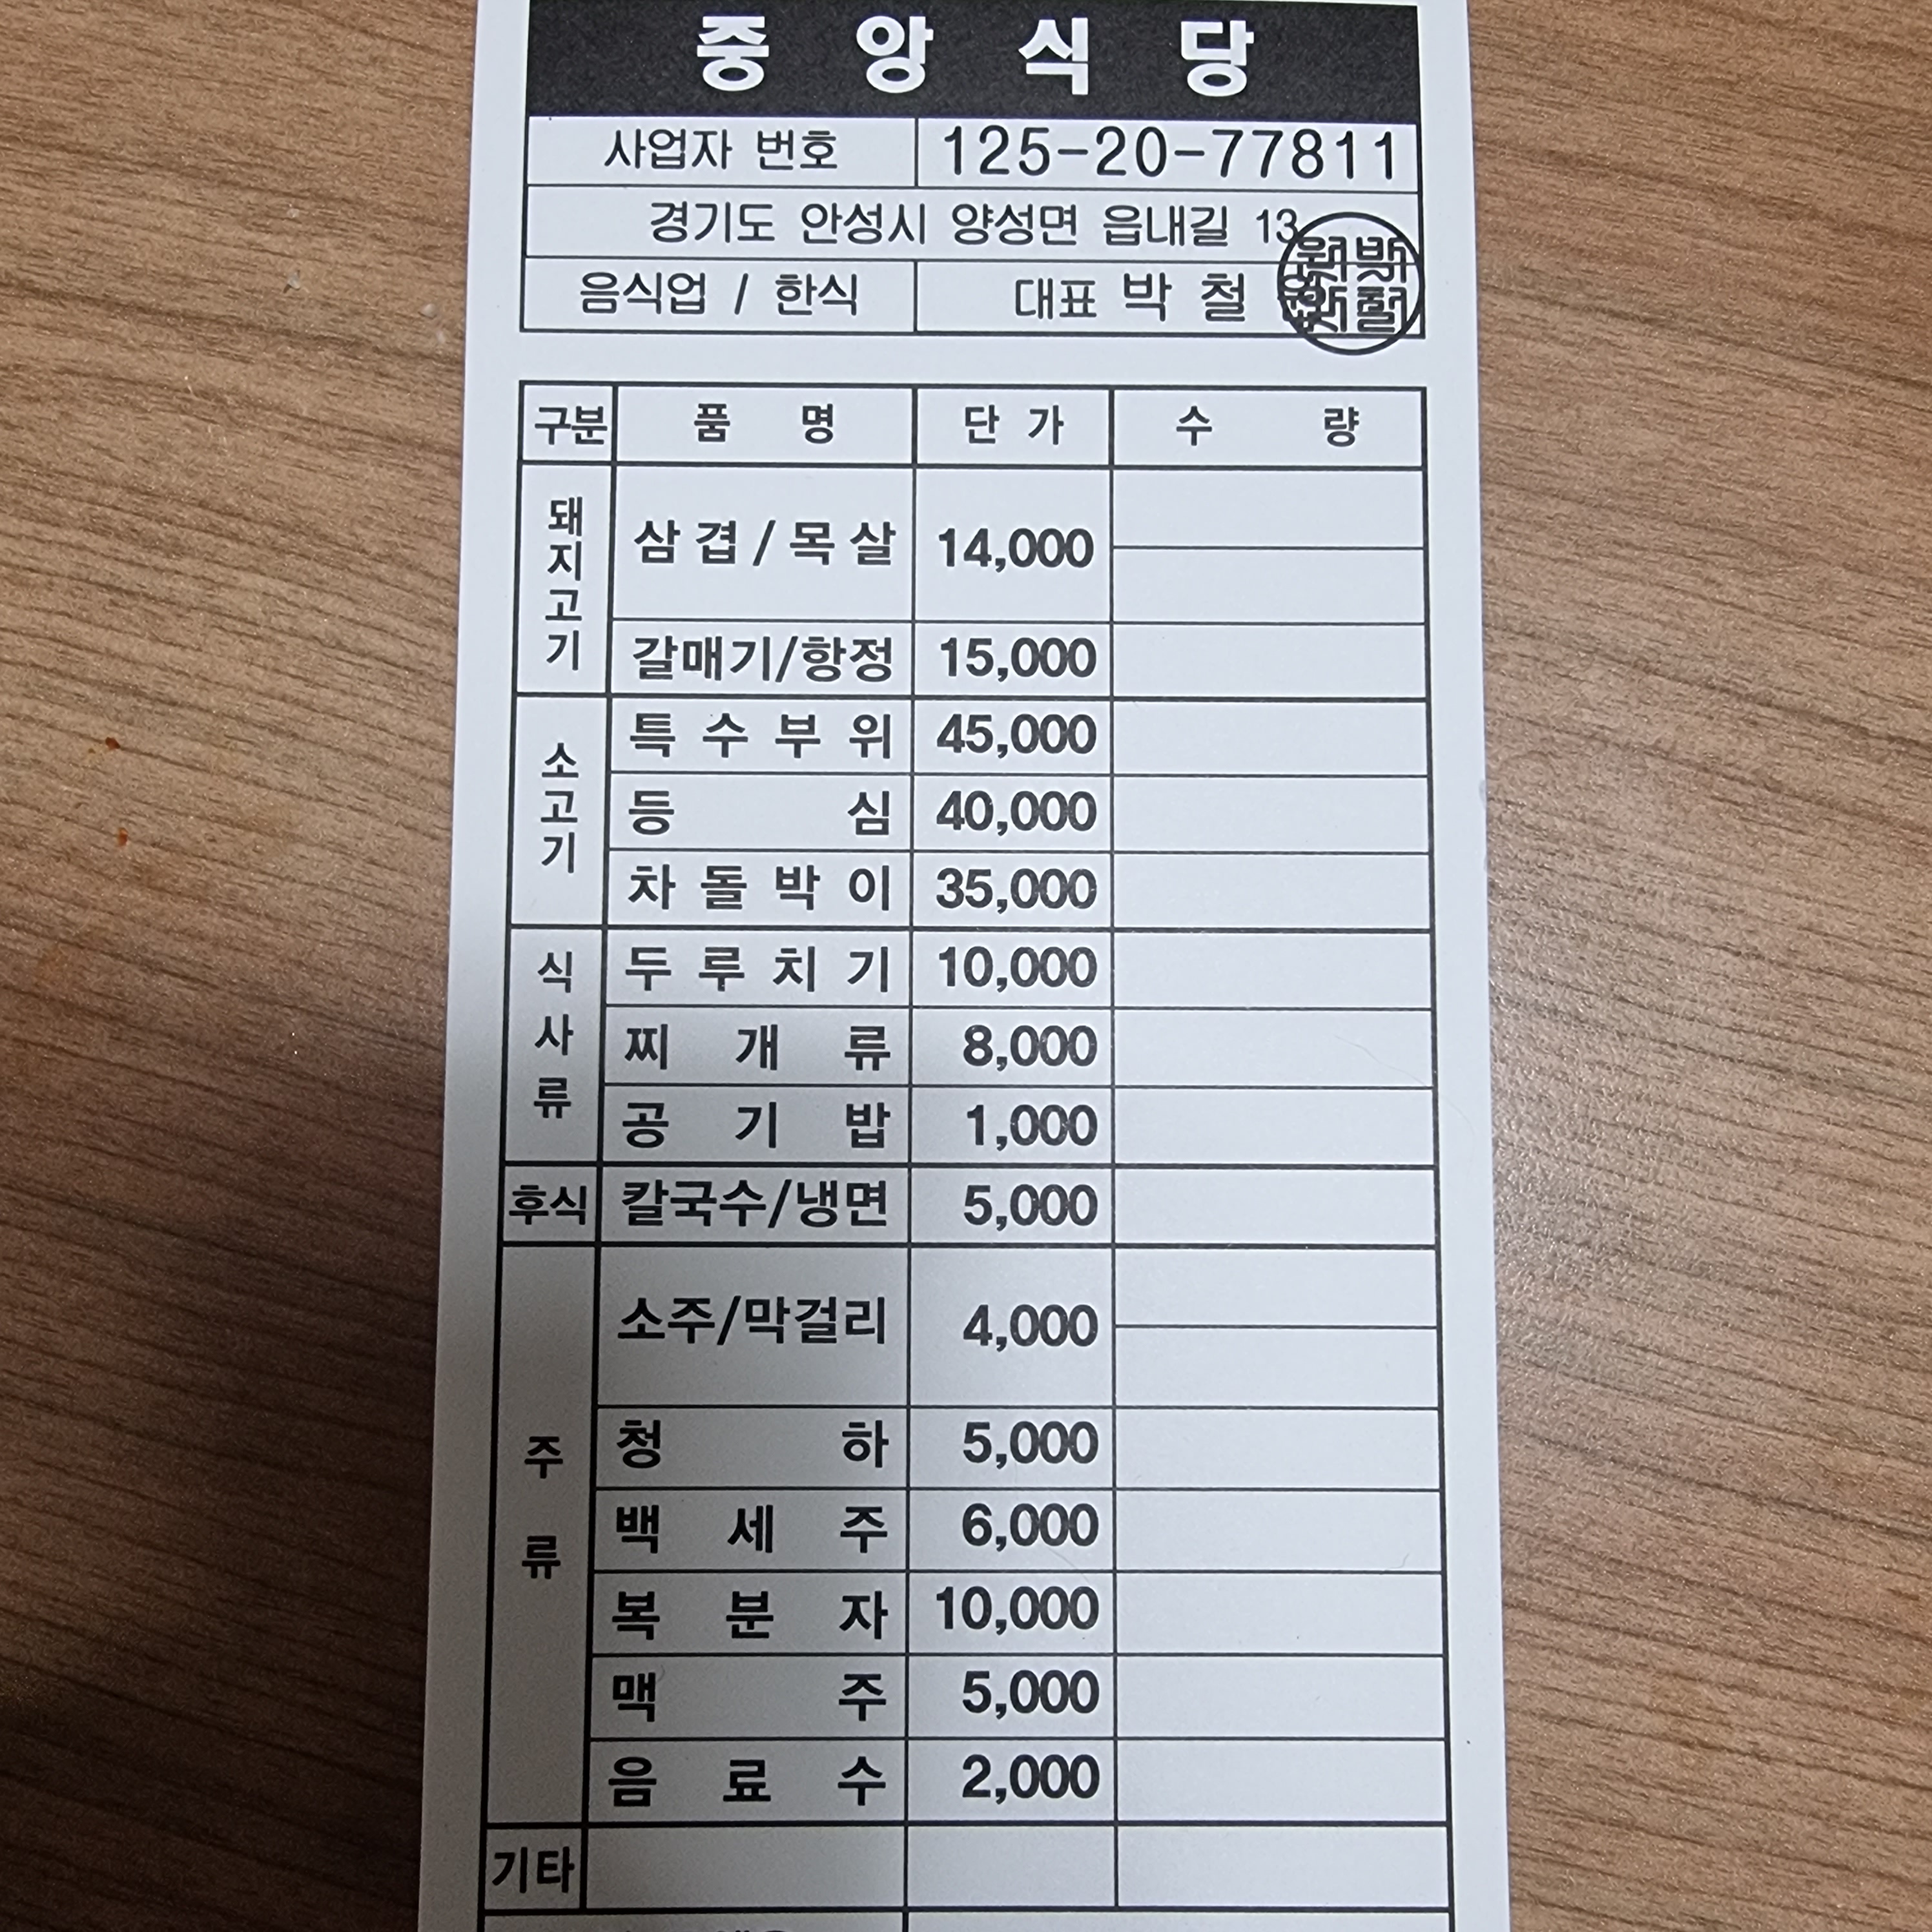 중앙식당
사업자 번호 125-20-77811
경기도 안성시 양성면 읍내길 13
음식업 / 한식 대표 박 철
구분 품명 단가 수량
돼지고기 삼겹/목살 14,000
갈매기/항정 15,000
소고기 특수부위 45,000
등심 40,000
차돌박이 35,000
식사류 두루치기 10,000
찌개류 8,000
공기밥 1,000
후식 칼국수/냉면 5,000
주류 소주/막걸리 4,000
청하 5,000
백세주 6,000
복분자 10,000
맥주 5,000
음료수 2,000
기타